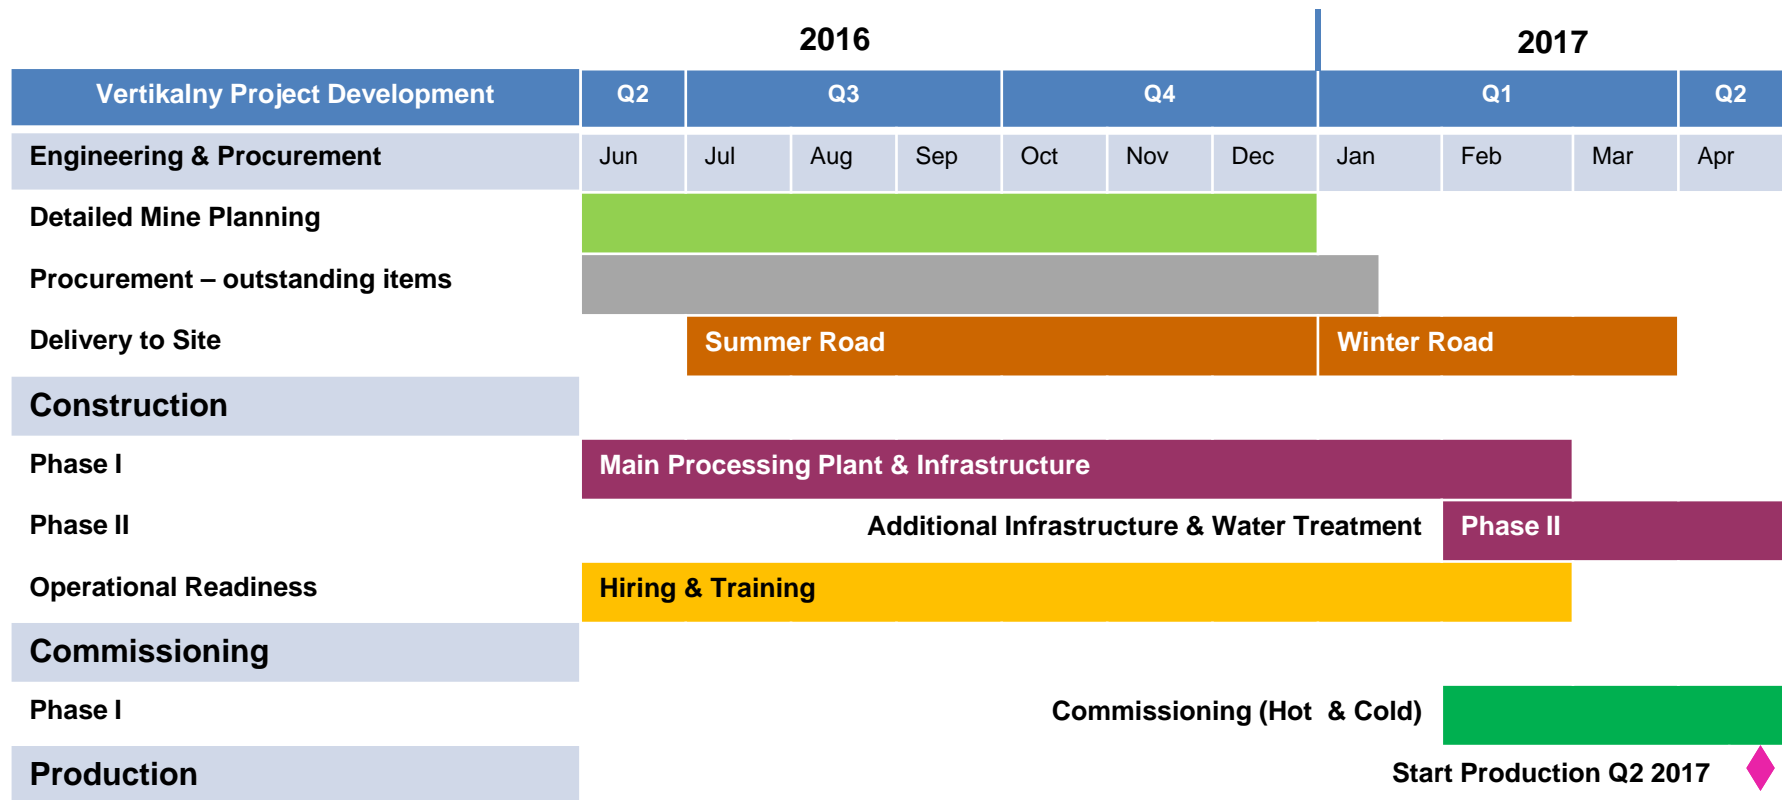 2016
2017
Vertikalny Project Development Q2 Q3 Q4 Q1 Q2
Engineering & Procurement Jun Jul Aug Sep Oct Nov Dec Jan Feb Mar Apr
Detailed Mine Planning
Procurement – outstanding items
Delivery to Site Summer Road Winter Road
Construction
Phase I Main Processing Plant & Infrastructure
Phase II Additional Infrastructure & Water Treatment Phase II
Operational Readiness Hiring & Training
Commissioning
Phase I Commissioning (Hot & Cold)
Production Start Production Q2 2017